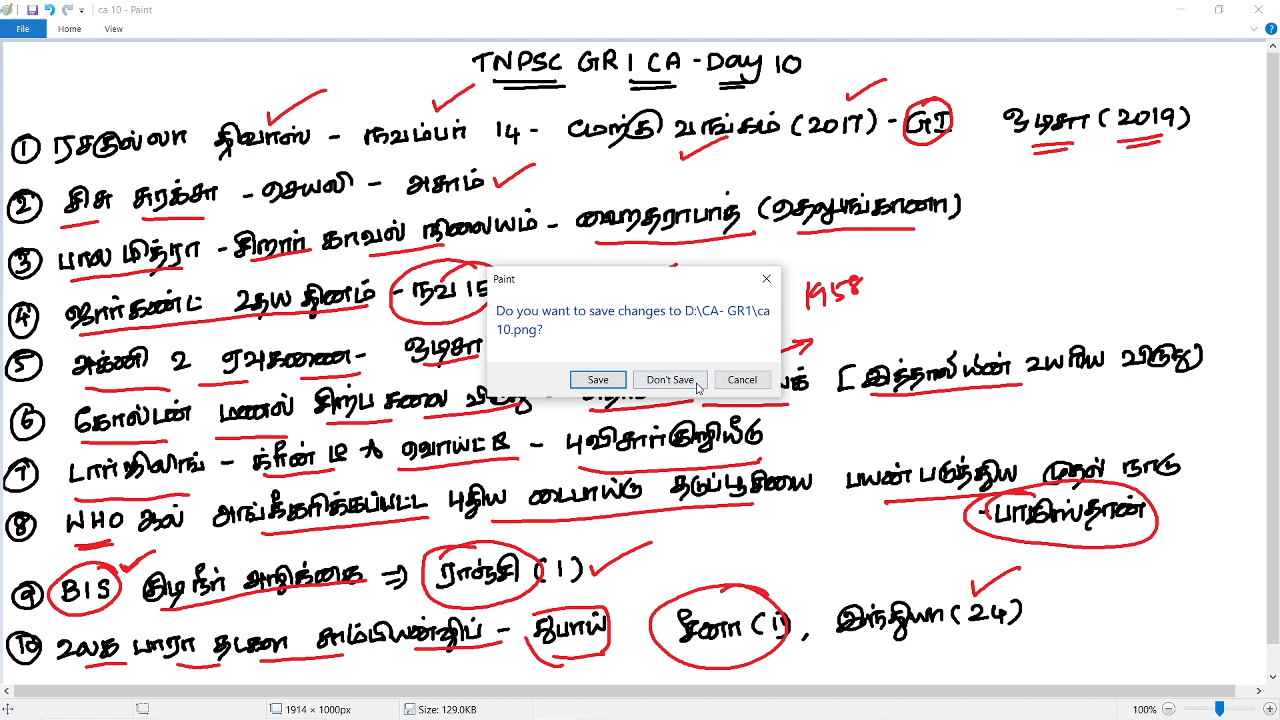 ca 10 - Paint
File Home View
TNPSC GR 1 CA - Day 10
① ரசகுல்லா திவாஸ் - நவம்பர் 14 - மேற்கு வாங்கம் (2017) - GI ஒடிசா (2019)
② சிசு சுரக்சா - செயலி - அசாம்
③ பால மித்ரா - சிறார் காவல் நிலையம் - ஹைதராபாத் (தெலுங்கானா)
④ ஜார்கண்ட் உதய தினம் - நவ 15
1958
⑤ அக்னி 2 ஏவுகணை - ஒடிசா
⑥ கோல்டன் மணல் சிற்ப கலை விருது - [இத்தாலியின் உயரிய விருது]
⑦ டார்ஜிலிங் - க்ரீன் டீ & வொய்ட் டீ - புவிசார்குறியீடு
⑧ WHO ஆல் அங்கீகரிக்கப்பட்ட புதிய டைபாய்டு தடுப்பூசியை பயன்படுத்திய முதல் நாடு
- பாகிஸ்தான்
⑨ BIS குடிநீர் அறிக்கை ⇒ ராஞ்சி (1)
⑩ உலக பாரா தடகள சாம்பியன்ஷிப் - துபாய் சீனா (1), இந்தியா (24)
Paint
Do you want to save changes to D:\CA- GR1\ca
10.png?
Save Don't Save Cancel
1914 × 1000px Size: 129.0KB 100%